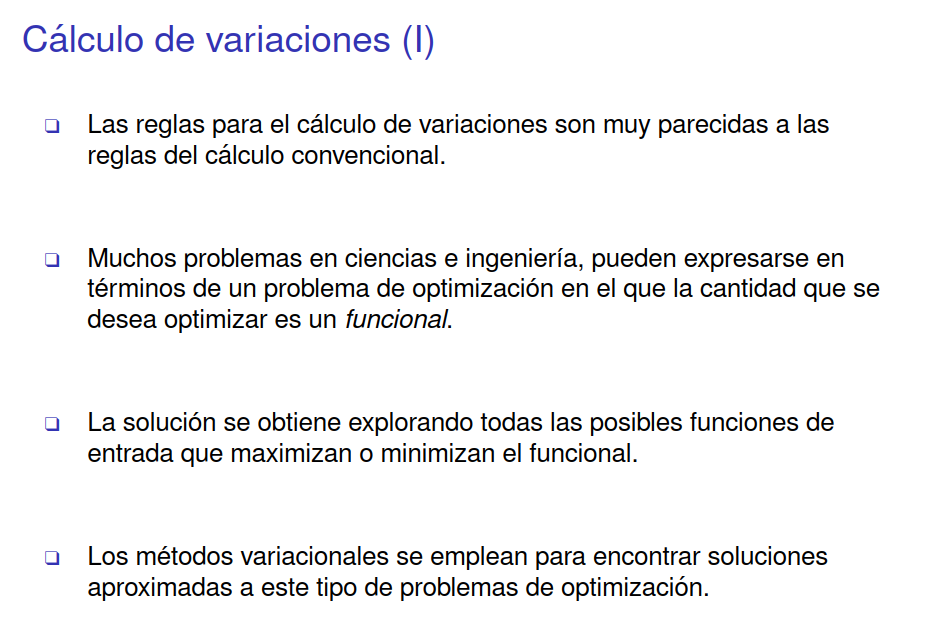 Cálculo de variaciones (I)
❏ Las reglas para el cálculo de variaciones son muy parecidas a las
reglas del cálculo convencional.
❏ Muchos problemas en ciencias e ingeniería, pueden expresarse en
términos de un problema de optimización en el que la cantidad que se
desea optimizar es un funcional.
❏ La solución se obtiene explorando todas las posibles funciones de
entrada que maximizan o minimizan el funcional.
❏ Los métodos variacionales se emplean para encontrar soluciones
aproximadas a este tipo de problemas de optimización.